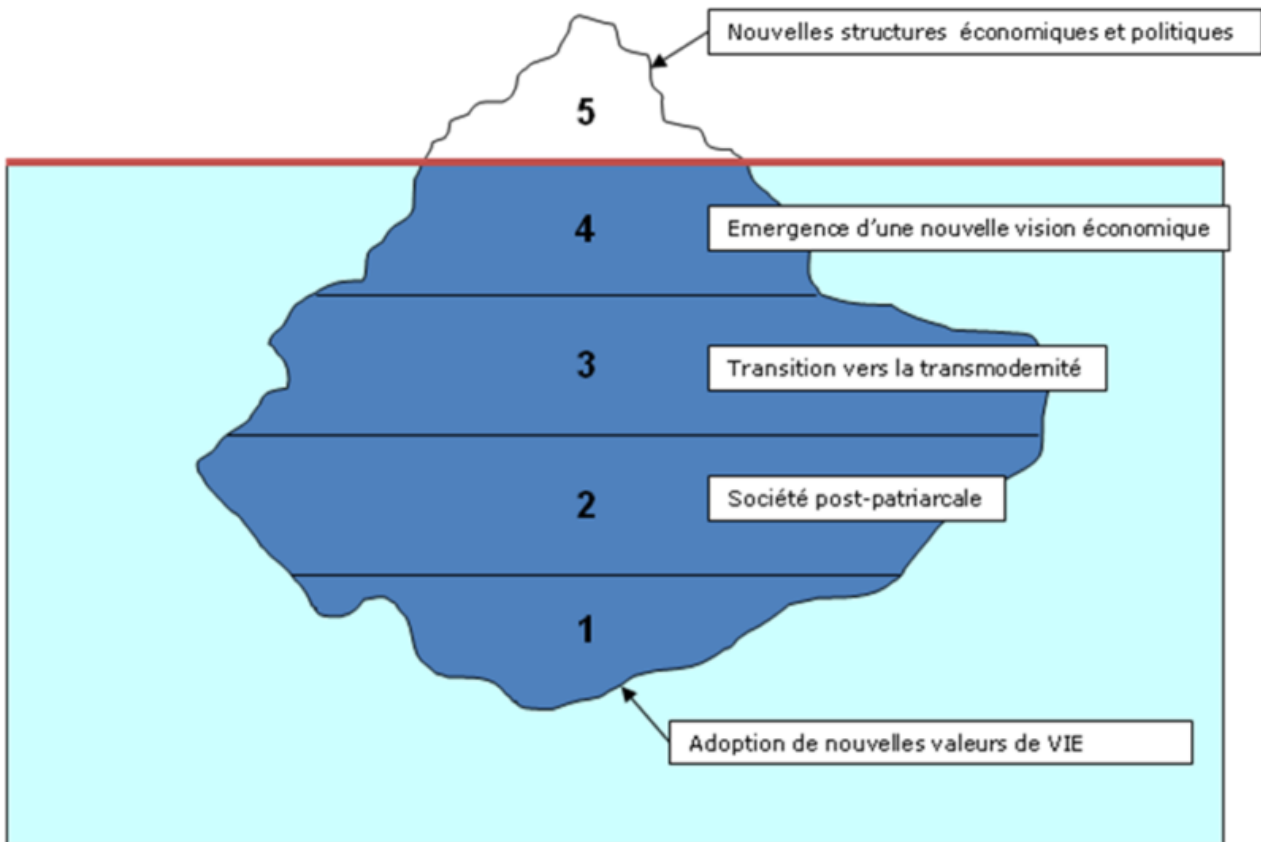 Nouvelles structures économiques et politiques
5
4
Emergence d'une nouvelle vision économique
3
Transition vers la transmodernité
2
Société post-patriarcale
1
Adoption de nouvelles valeurs de VIE